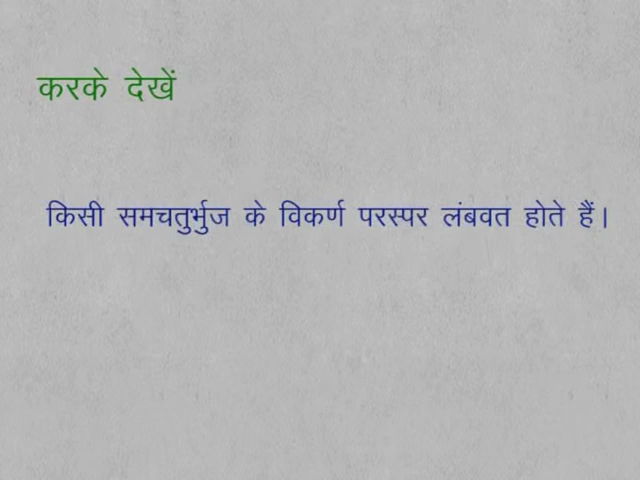 करके देखें
किसी समचतुर्भुज के विकर्ण परस्पर लंबवत होते हैं।